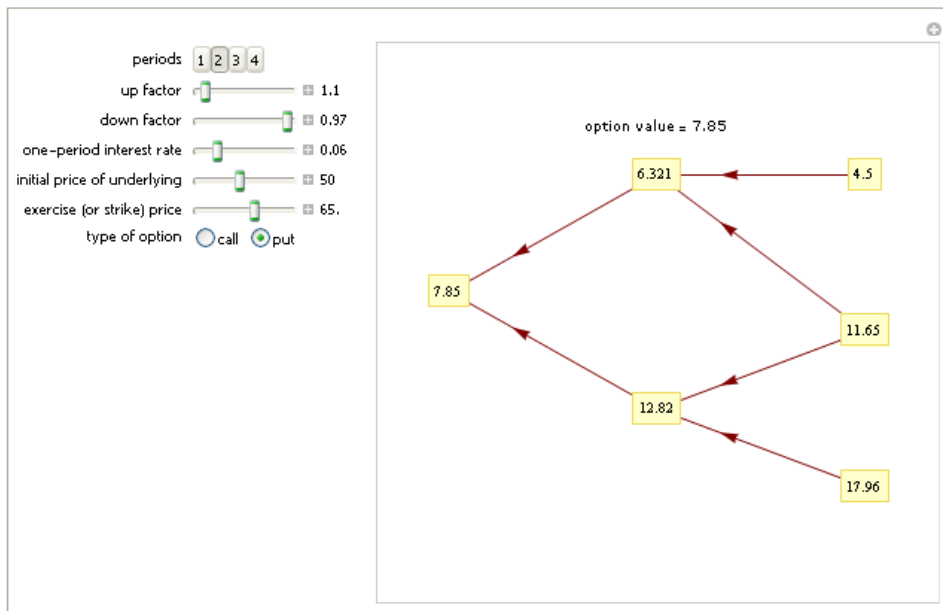 periods 1 2 3 4
up factor 1.1
down factor 0.97
one-period interest rate 0.06
initial price of underlying 50
exercise (or strike) price 65.
type of option call put
option value = 7.85
6.321 4.5
7.85
11.65
12.82
17.96